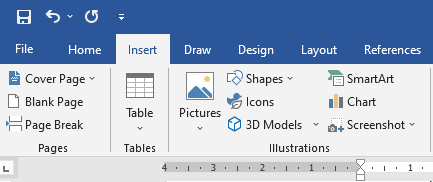 File Home Insert Draw Design Layout References
Cover Page Shapes SmartArt
Blank Page Table Pictures Icons Chart
Page Break 3D Models Screenshot
Pages Tables Illustrations
L 4 3 2 1 1